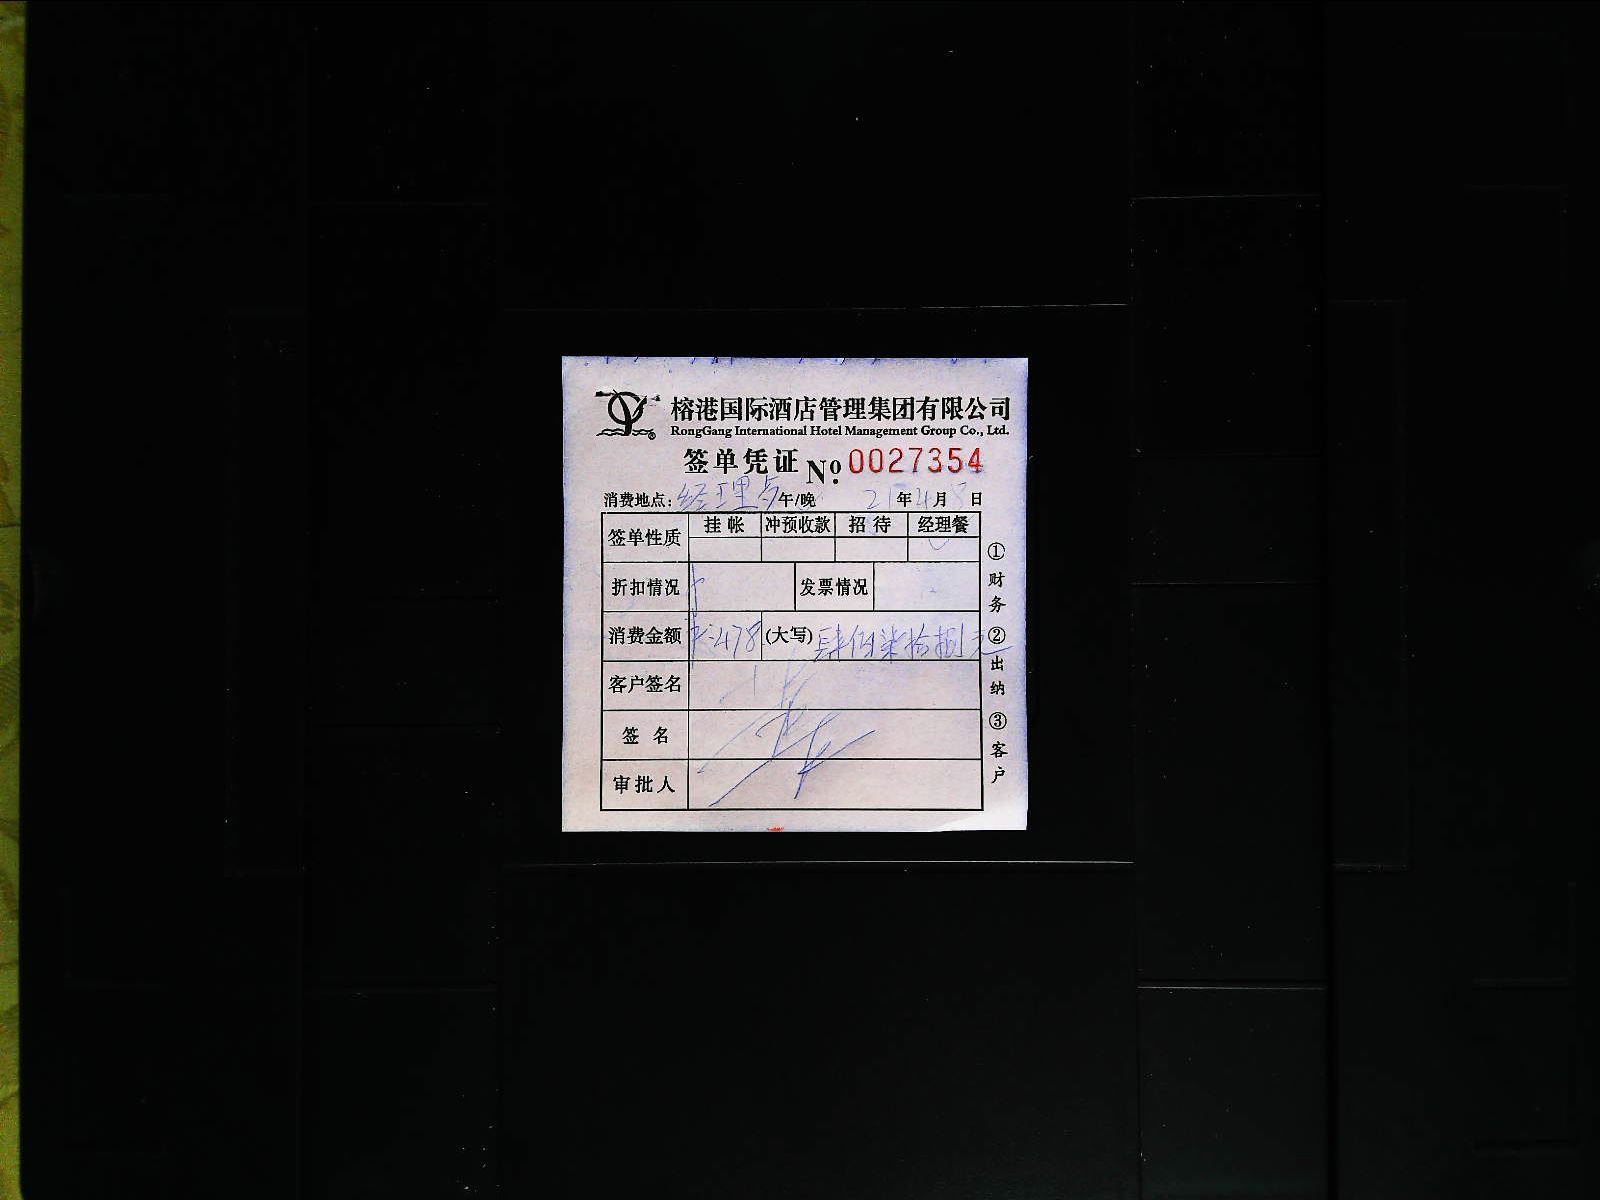 榕港国际酒店管理集团有限公司
RongGang International Hotel Management Group Co., Ltd.
签单凭证 No. 0027354
消费地点: 经理 午/晚 21年4月8日
签单性质 挂帐 冲预收款 招待 经理餐
折扣情况 发票情况
消费金额 ¥:478 (大写) 肆佰柒拾捌元
客户签名
签名
审批人
①财务 ②出纳 ③客户